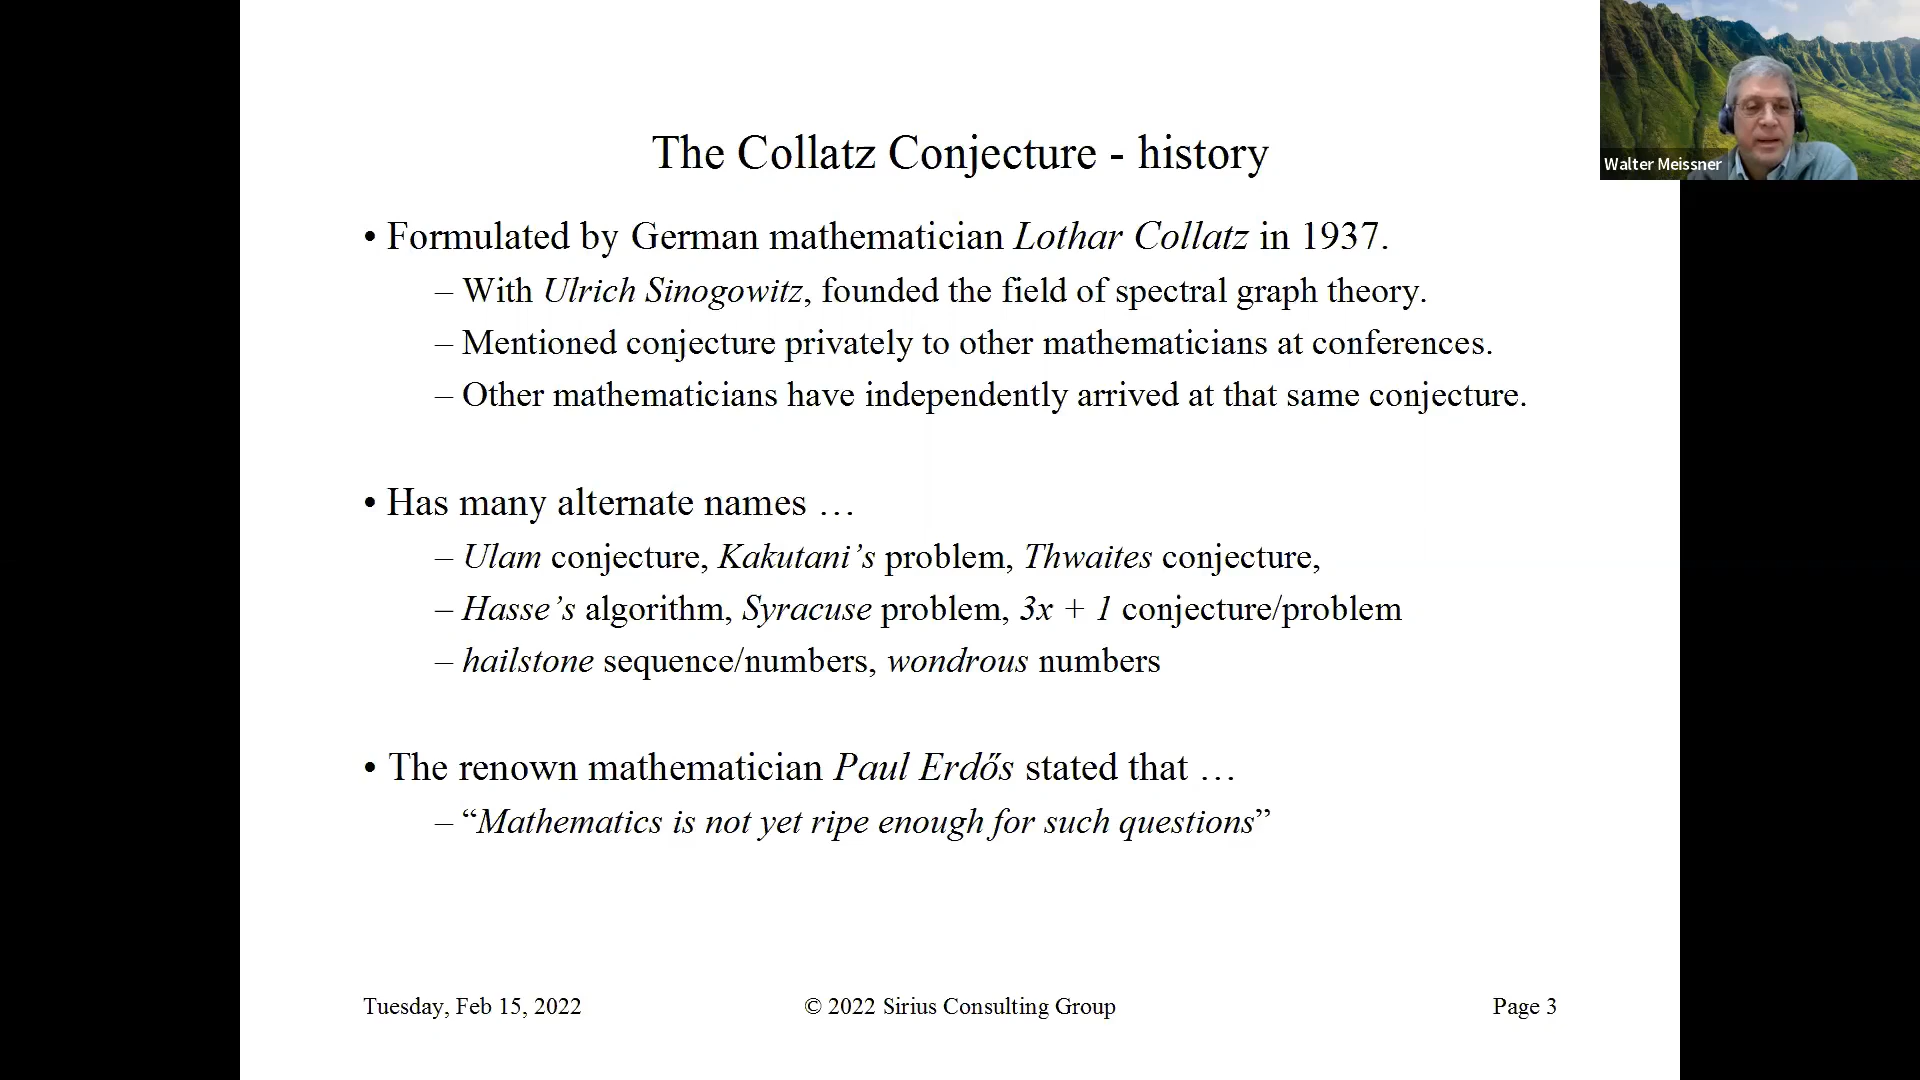 The Collatz Conjecture - history
Walter Meissner
• Formulated by German mathematician Lothar Collatz in 1937.
– With Ulrich Sinogowitz, founded the field of spectral graph theory.
– Mentioned conjecture privately to other mathematicians at conferences.
– Other mathematicians have independently arrived at that same conjecture.
• Has many alternate names …
– Ulam conjecture, Kakutani’s problem, Thwaites conjecture,
– Hasse’s algorithm, Syracuse problem, 3x + 1 conjecture/problem
– hailstone sequence/numbers, wondrous numbers
• The renown mathematician Paul Erdős stated that …
– “Mathematics is not yet ripe enough for such questions”
Tuesday, Feb 15, 2022
© 2022 Sirius Consulting Group
Page 3